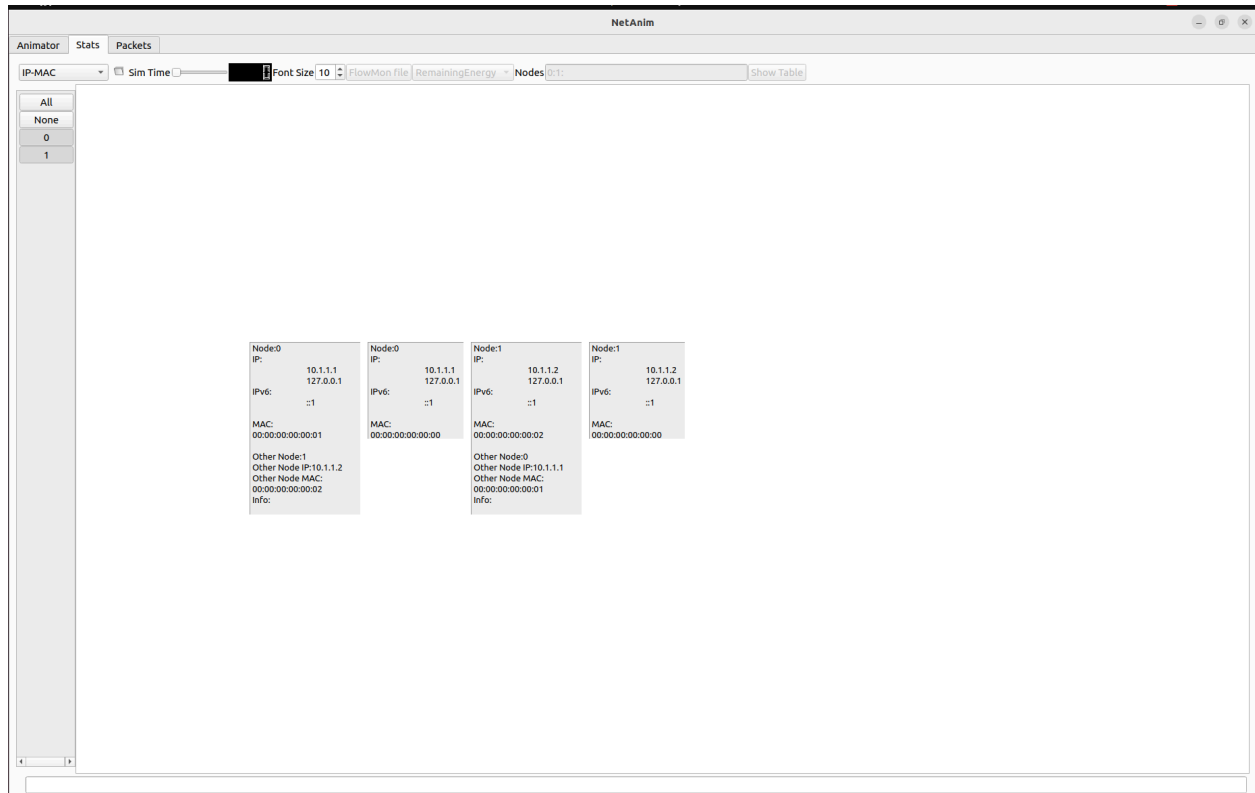 NetAnim
Animator Stats Packets
IP-MAC Sim Time Font Size 10 FlowMon file RemainingEnergy Nodes 0:1: Show Table
All
None
0
1
Node:0
IP:
10.1.1.1
127.0.0.1
IPv6:
::1
MAC:
00:00:00:00:00:01
Other Node:1
Other Node IP:10.1.1.2
Other Node MAC:
00:00:00:00:00:02
Info:
Node:0
IP:
10.1.1.1
127.0.0.1
IPv6:
::1
MAC:
00:00:00:00:00:00
Node:1
IP:
10.1.1.2
127.0.0.1
IPv6:
::1
MAC:
00:00:00:00:00:02
Other Node:0
Other Node IP:10.1.1.1
Other Node MAC:
00:00:00:00:00:01
Info:
Node:1
IP:
10.1.1.2
127.0.0.1
IPv6:
::1
MAC:
00:00:00:00:00:00